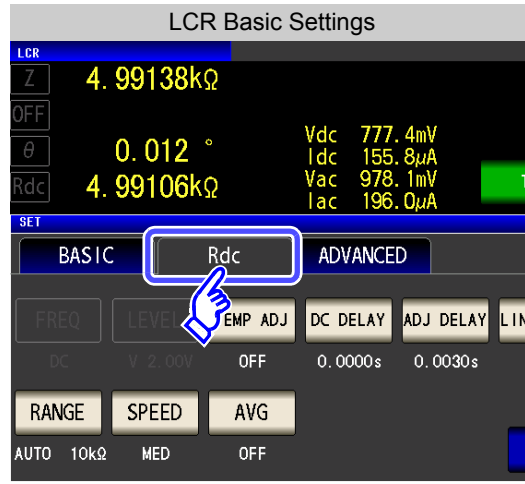 LCR Basic Settings
LCR
Z 4.99138kΩ
OFF
θ 0.012 ° Vdc 777.4mV
Idc 155.8μA
Rdc 4.99106kΩ Vac 978.1mV
Iac 196.0μA
SET
BASIC Rdc ADVANCED
FREQ LEVEL EMP ADJ DC DELAY ADJ DELAY LIN
DC V 2.00V OFF 0.0000s 0.0030s
RANGE SPEED AVG
AUTO 10kΩ MED OFF